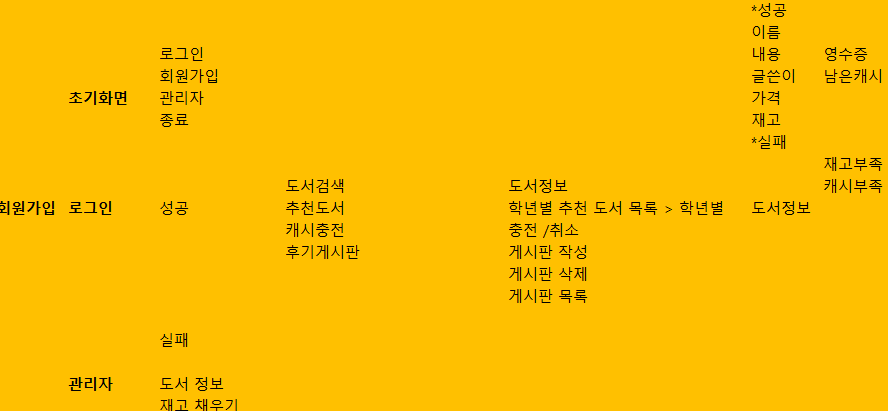 *성공
이름
로그인 내용 영수증
회원가입 글쓴이 남은캐시
초기화면 관리자 가격
종료 재고
*실패
재고부족
도서검색 도서정보 캐시부족
회원가입 로그인 성공 추천도서 학년별 추천 도서 목록 > 학년별 도서정보
캐시충전 충전 /취소
후기게시판 게시판 작성
게시판 삭제
게시판 목록
실패
관리자 도서 정보
재고 채우기